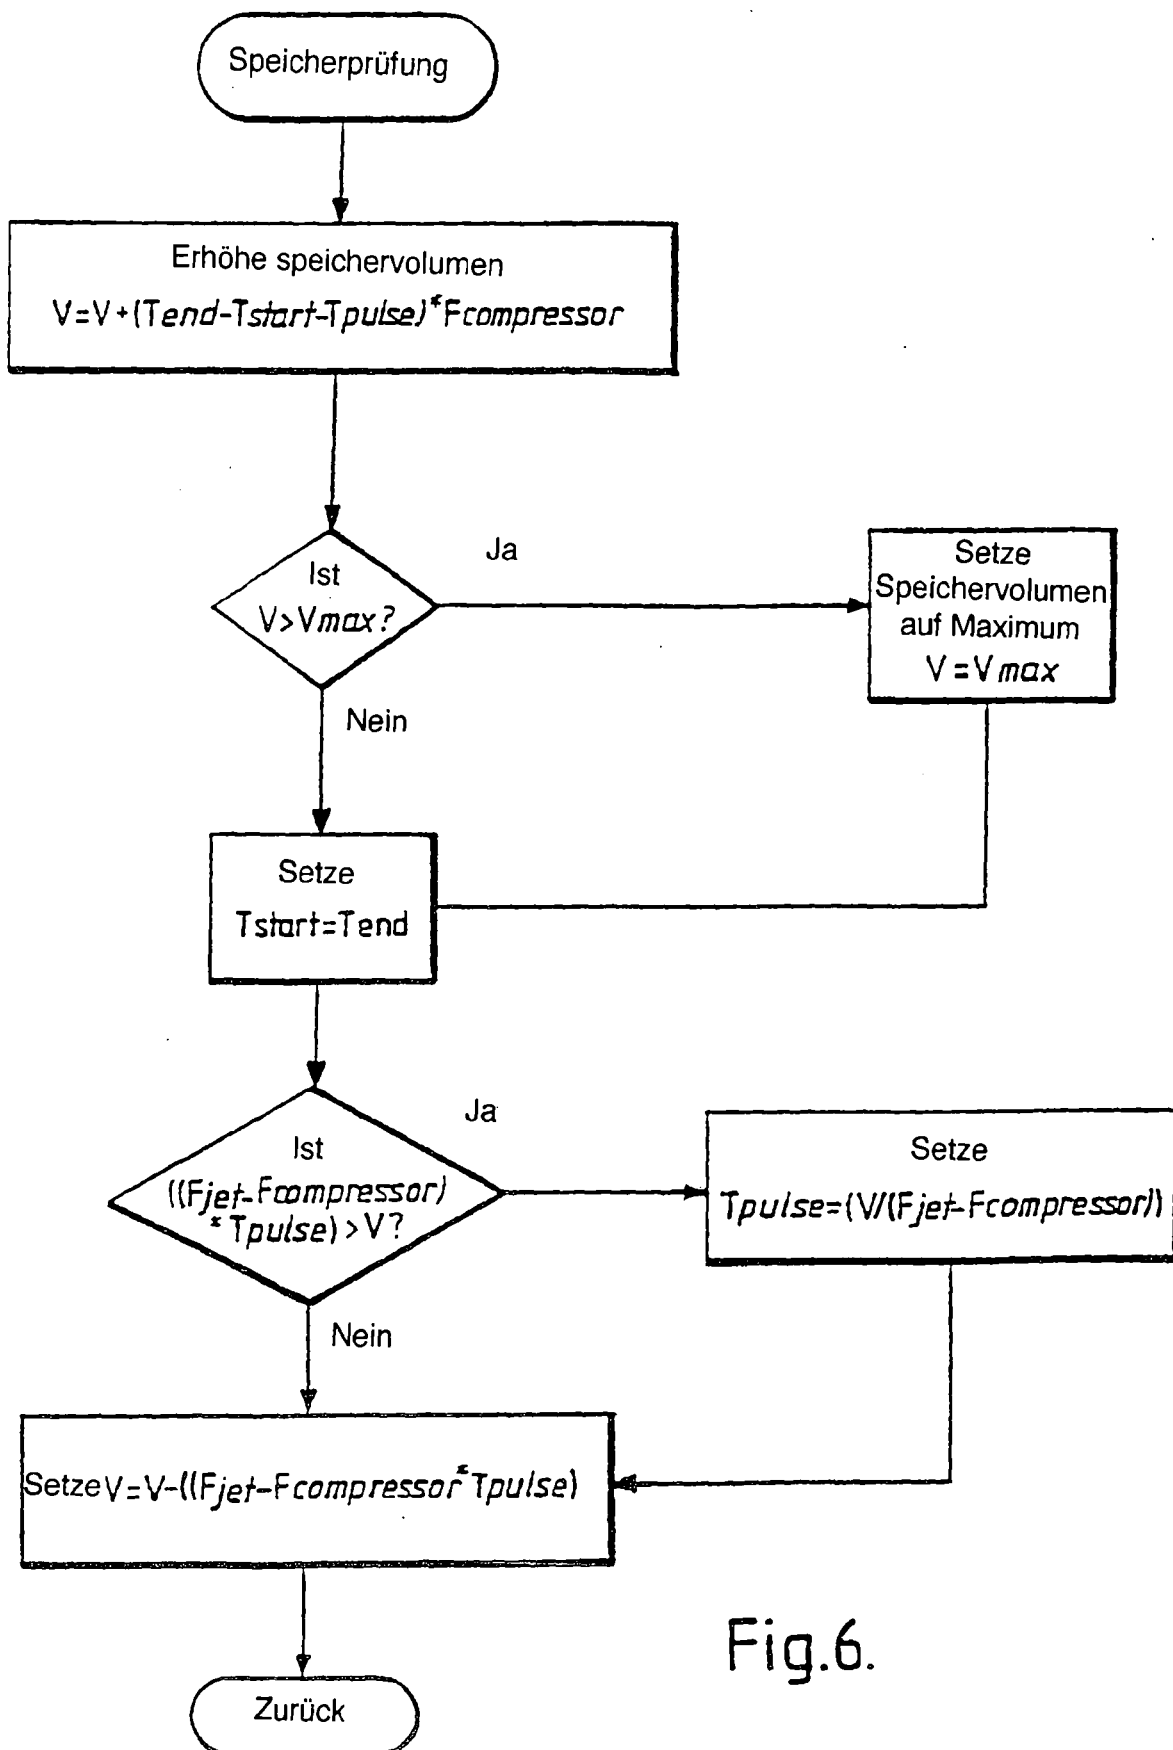 Speicherprüfung
Erhöhe speichervolumen
V=V+(Tend-Tstart-Tpulse)*Fcompressor
Ist
V>Vmax?
Ja
Setze
Speichervolumen
auf Maximum
V=Vmax
Nein
Setze
Tstart=Tend
Ist
((Fjet-Fcompressor)
*Tpulse)>V?
Ja
Setze
Tpulse=(V/(Fjet-Fcompressor))
Nein
Setze V=V-((Fjet-Fcompressor*Tpulse)
Zurück
Fig.6.